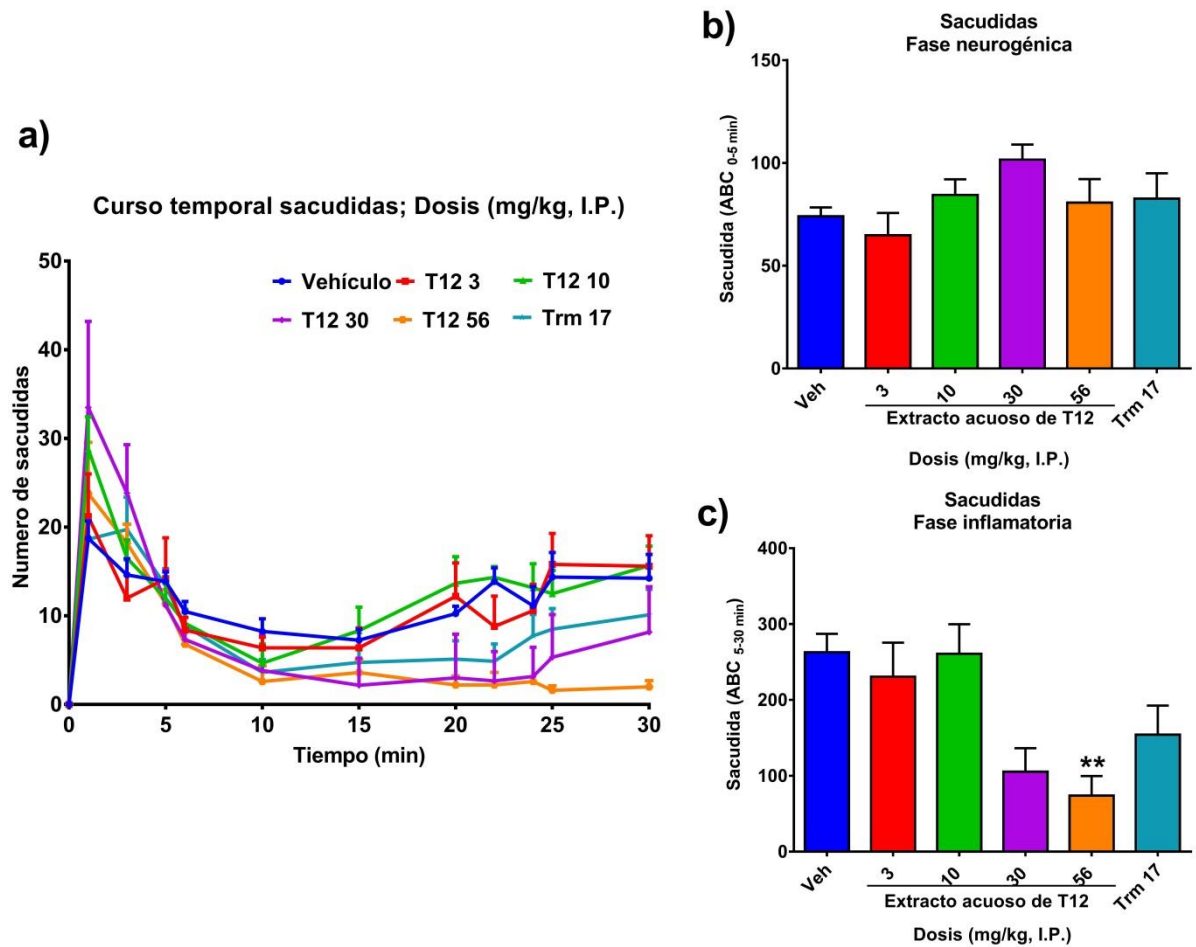 a)
Curso temporal sacudidas; Dosis (mg/kg, I.P.)
Numero de sacudidas
50
40
30
20
10
0
Vehículo
T12 3
T12 10
T12 30
T12 56
Trm 17
0
5
10
15
20
25
30
Tiempo (min)
b)
Sacudidas
Fase neurogénica
Sacudida (ABC 0-5 min)
150
100
50
0
Veh
3
10
30
56
Trm 17
Extracto acuoso de T12
Dosis (mg/kg, I.P.)
c)
Sacudidas
Fase inflamatoria
Sacudida (ABC 5-30 min)
400
300
200
100
0
**
Veh
3
10
30
56
Trm 17
Extracto acuoso de T12
Dosis (mg/kg, I.P.)